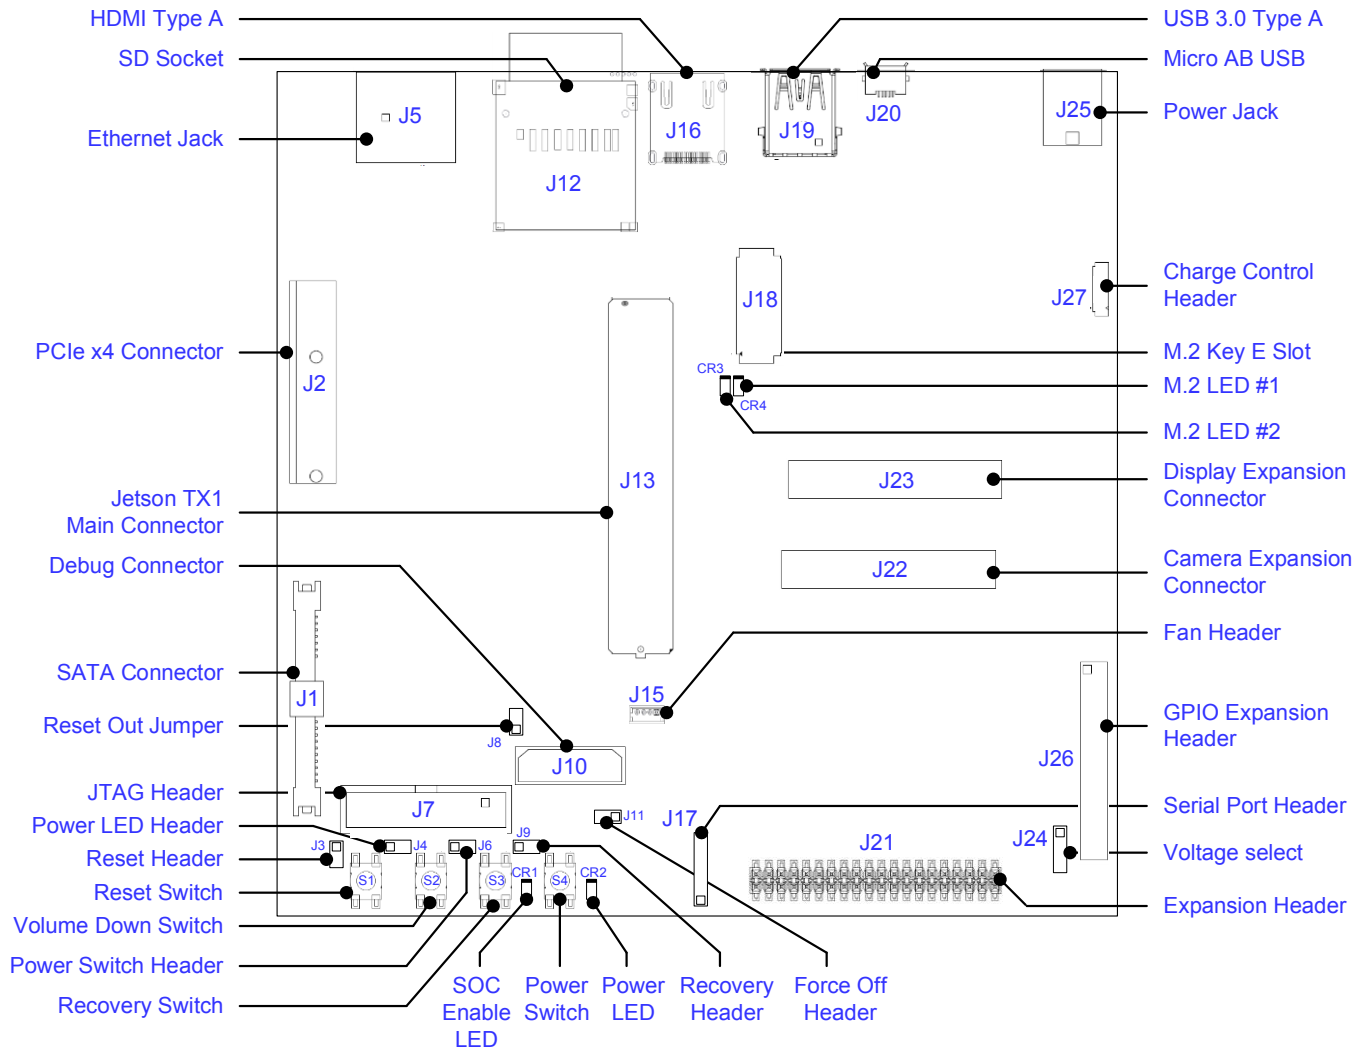 HDMI Type A
USB 3.0 Type A
SD Socket
Micro AB USB
Ethernet Jack
Power Jack
J5
J12
J16
J19
J20
J25
Charge Control
Header
J27
J18
PCIe x4 Connector
J2
M.2 Key E Slot
CR3
CR4
M.2 LED #1
M.2 LED #2
J13
J23
Display Expansion
Connector
Jetson TX1
Main Connector
Debug Connector
J22
Camera Expansion
Connector
Fan Header
SATA Connector
J1
J15
Reset Out Jumper
J8
GPIO Expansion
Header
J26
J10
JTAG Header
J7
Serial Port Header
J17
J11
Power LED Header
J3
J4
J6
J9
J21
J24
Voltage select
Reset Header
Reset Switch
S1
S2
S3
CR1
S4
CR2
Expansion Header
Volume Down Switch
Power Switch Header
Recovery Switch
SOC
Enable
LED
Power
Switch
Power
LED
Recovery
Header
Force Off
Header